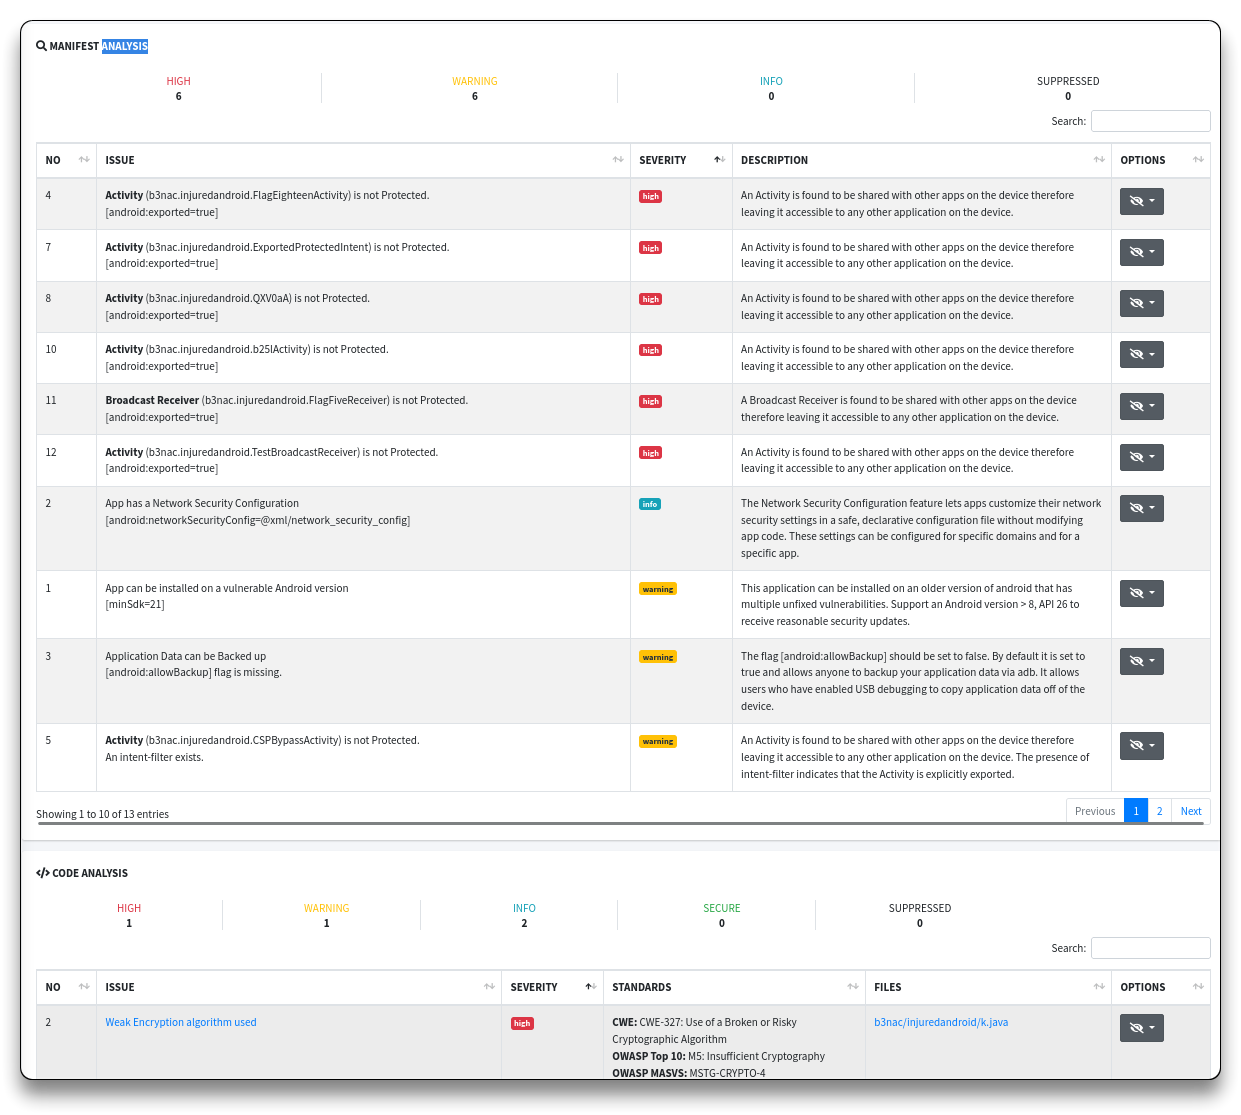 MANIFEST ANALYSIS
HIGH WARNING INFO SUPPRESSED
6 6 0 0
Search:
NO ISSUE SEVERITY DESCRIPTION OPTIONS
4 Activity (b3nac.injuredandroid.FlagEighteenActivity) is not Protected. high An Activity is found to be shared with other apps on the device therefore
[android:exported=true] leaving it accessible to any other application on the device.
7 Activity (b3nac.injuredandroid.ExportedProtectedIntent) is not Protected. high An Activity is found to be shared with other apps on the device therefore
[android:exported=true] leaving it accessible to any other application on the device.
8 Activity (b3nac.injuredandroid.QXV0aA) is not Protected. high An Activity is found to be shared with other apps on the device therefore
[android:exported=true] leaving it accessible to any other application on the device.
10 Activity (b3nac.injuredandroid.b25lActivity) is not Protected. high An Activity is found to be shared with other apps on the device therefore
[android:exported=true] leaving it accessible to any other application on the device.
11 Broadcast Receiver (b3nac.injuredandroid.FlagFiveReceiver) is not Protected. high A Broadcast Receiver is found to be shared with other apps on the device
[android:exported=true] therefore leaving it accessible to any other application on the device.
12 Activity (b3nac.injuredandroid.TestBroadcastReceiver) is not Protected. high An Activity is found to be shared with other apps on the device therefore
[android:exported=true] leaving it accessible to any other application on the device.
2 App has a Network Security Configuration info The Network Security Configuration feature lets apps customize their network
[android:networkSecurityConfig=@xml/network_security_config] security settings in a safe, declarative configuration file without modifying
app code. These settings can be configured for specific domains and for a
specific app.
1 App can be installed on a vulnerable Android version warning This application can be installed on an older version of android that has
[minSdk=21] multiple unfixed vulnerabilities. Support an Android version > 8, API 26 to
receive reasonable security updates.
3 Application Data can be Backed up warning The flag [android:allowBackup] should be set to false. By default it is set to
[android:allowBackup] flag is missing. true and allows anyone to backup your application data via adb. It allows
users who have enabled USB debugging to copy application data off of the
device.
5 Activity (b3nac.injuredandroid.CSPBypassActivity) is not Protected. warning An Activity is found to be shared with other apps on the device therefore
An intent-filter exists. leaving it accessible to any other application on the device. The presence of
intent-filter indicates that the Activity is explicitly exported.
Showing 1 to 10 of 13 entries Previous 1 2 Next
CODE ANALYSIS
HIGH WARNING INFO SECURE SUPPRESSED
1 1 2 0 0
Search:
NO ISSUE SEVERITY STANDARDS FILES OPTIONS
2 Weak Encryption algorithm used high CWE: CWE-327: Use of a Broken or Risky b3nac/injuredandroid/k.java
Cryptographic Algorithm
OWASP Top 10: M5: Insufficient Cryptography
OWASP MASVS: MSTG-CRYPTO-4